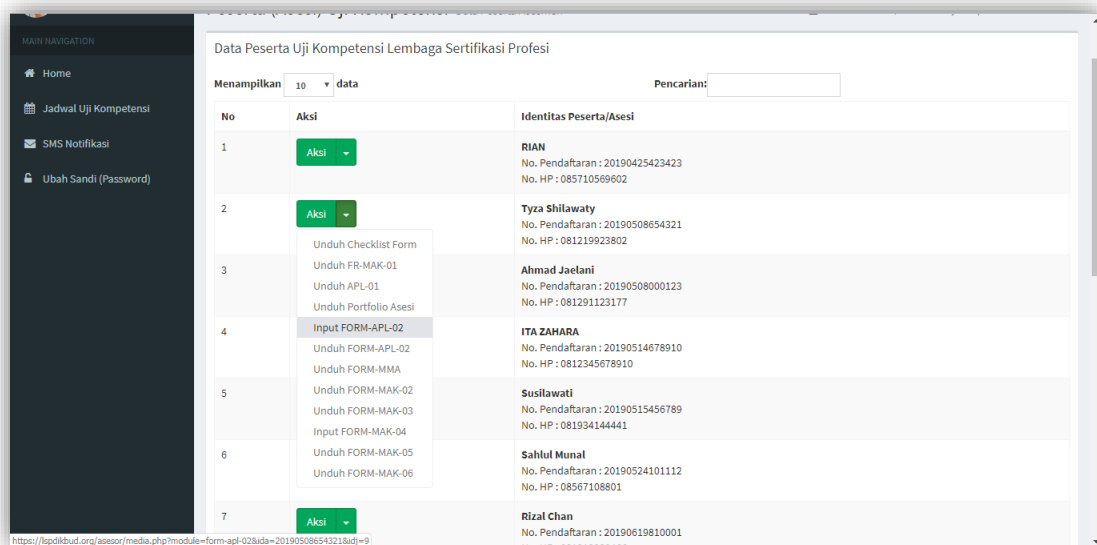 MAIN NAVIGATION
Home
Jadwal Uji Kompetensi
SMS Notifikasi
Ubah Sandi (Password)
Data Peserta Uji Kompetensi Lembaga Sertifikasi Profesi
Menampilkan 10 data
Pencarian:
No Aksi Identitas Peserta/Asesi
1 Aksi RIAN
No. Pendaftaran : 20190425423423
No. HP : 085710569602
2 Aksi Tyza Shilawaty
No. Pendaftaran : 20190508654321
No. HP : 081219923802
Unduh Checklist Form
Unduh FR-MAK-01
Unduh APL-01
Unduh Portfolio Asesi
Input FORM-APL-02
Unduh FORM-APL-02
Unduh FORM-MMA
Unduh FORM-MAK-02
Unduh FORM-MAK-03
Input FORM-MAK-04
Unduh FORM-MAK-05
Unduh FORM-MAK-06
3 Ahmad Jaelani
No. Pendaftaran : 20190508000123
No. HP : 081291123177
4 ITA ZAHARA
No. Pendaftaran : 20190514678910
No. HP : 0812345678910
5 Susilawati
No. Pendaftaran : 20190515456789
No. HP : 081934144441
6 Sahlul Munal
No. Pendaftaran : 20190524101112
No. HP : 08567108801
7 Aksi Rizal Chan
No. Pendaftaran : 20190619810001
https://lspdikbud.org/asesor/media.php?module=form-apl-02&ida=20190508654321&idj=9